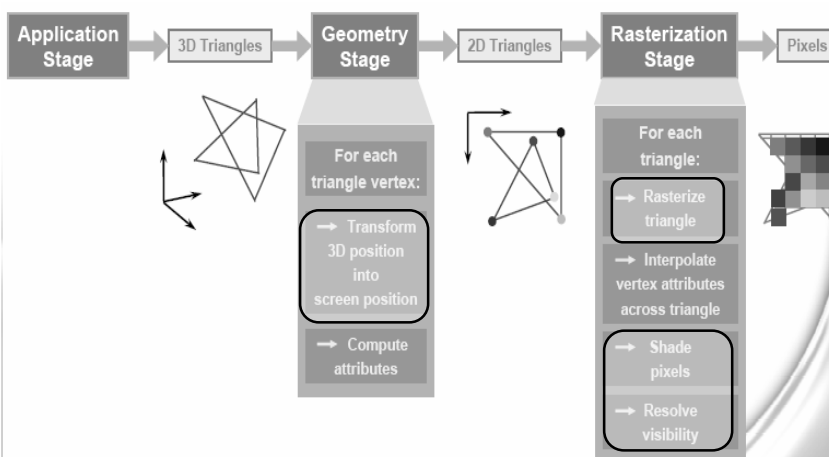 Application
Stage
3D Triangles
Geometry
Stage
2D Triangles
Rasterization
Stage
Pixels
For each
triangle vertex:
→ Transform
3D position
into
screen position
→ Compute
attributes
For each
triangle:
→ Rasterize
triangle
→ Interpolate
vertex attributes
across triangle
→ Shade
pixels
→ Resolve
visibility